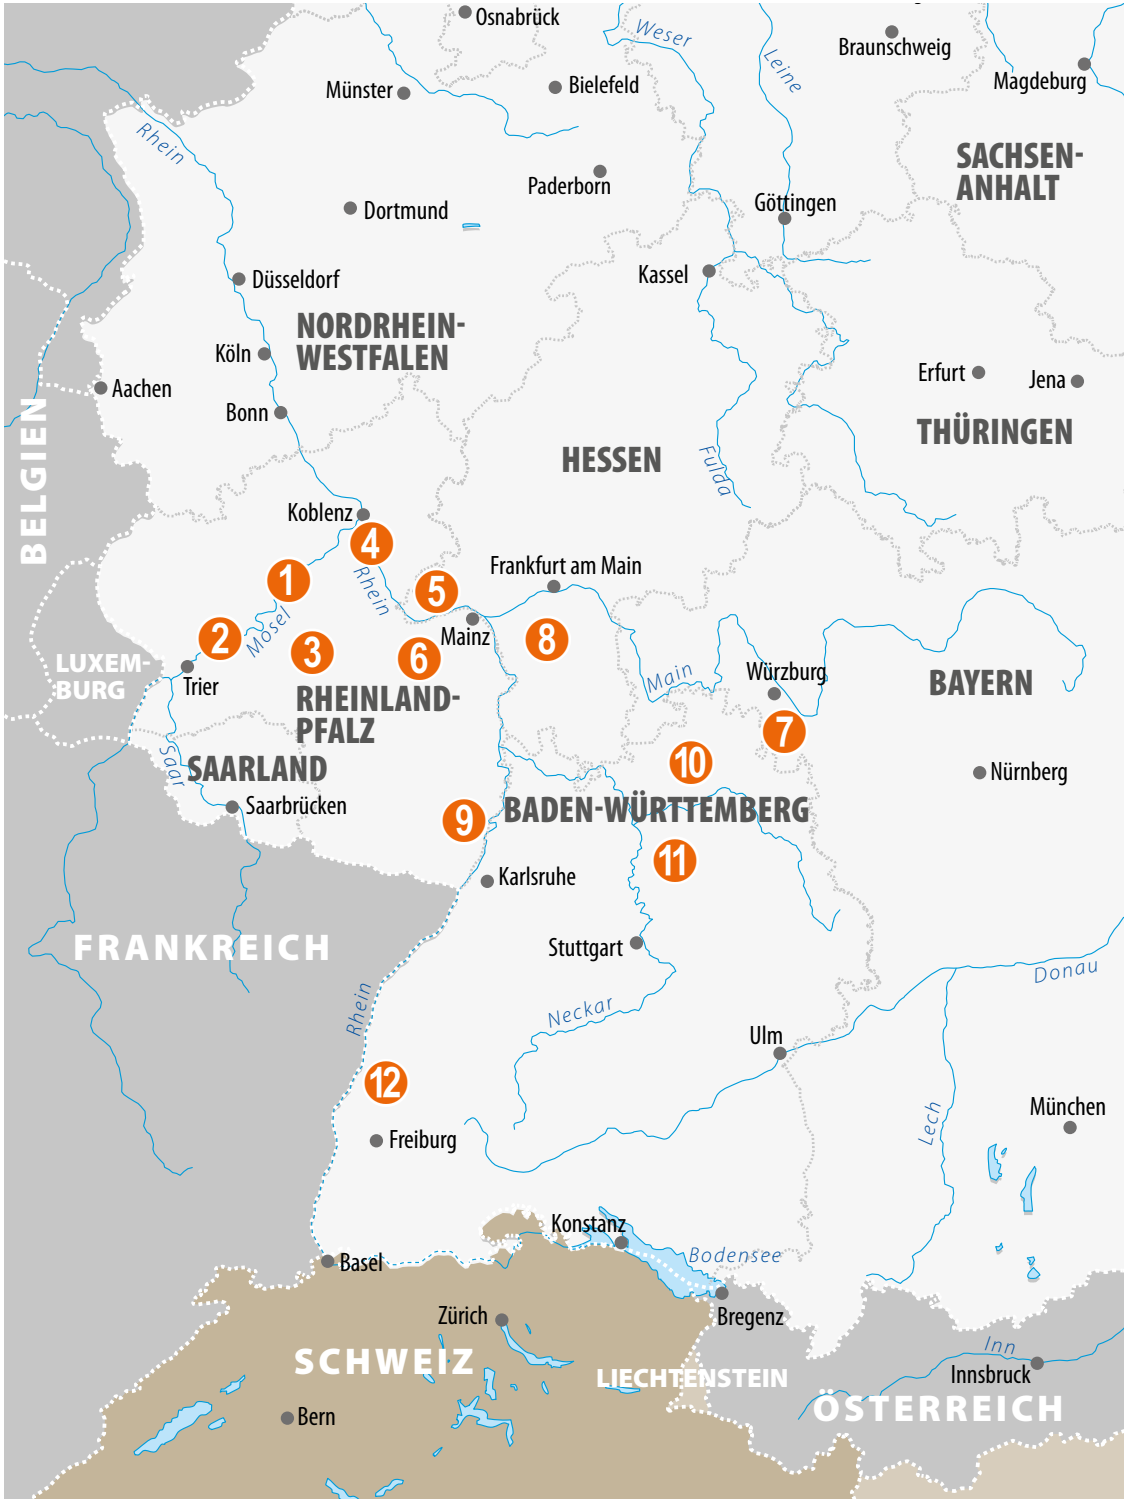 Osnabrück
Weser
Leine
Braunschweig
Magdeburg
Münster
Bielefeld
Rhein
SACHSEN-
ANHALT
Paderborn
Dortmund
Göttingen
Düsseldorf
Kassel
NORDRHEIN-
WESTFALEN
Köln
Aachen
Erfurt
Jena
Bonn
THÜRINGEN
BELGIEN
HESSEN
Fulda
Koblenz
4
Frankfurt am Main
1
Rhein
5
Mosel
Mainz
2
3
6
8
LUXEM-
BURG
Trier
Main
Würzburg
BAYERN
RHEINLAND-
PFALZ
7
Saar
SAARLAND
10
Nürnberg
Saarbrücken
9
BADEN-WÜRTTEMBERG
11
Karlsruhe
FRANKREICH
Stuttgart
Donau
Rhein
Neckar
Ulm
12
Lech
München
Freiburg
Konstanz
Bodensee
Basel
Zürich
Bregenz
Inn
SCHWEIZ
LIECHTENSTEIN
Innsbruck
ÖSTERREICH
Bern